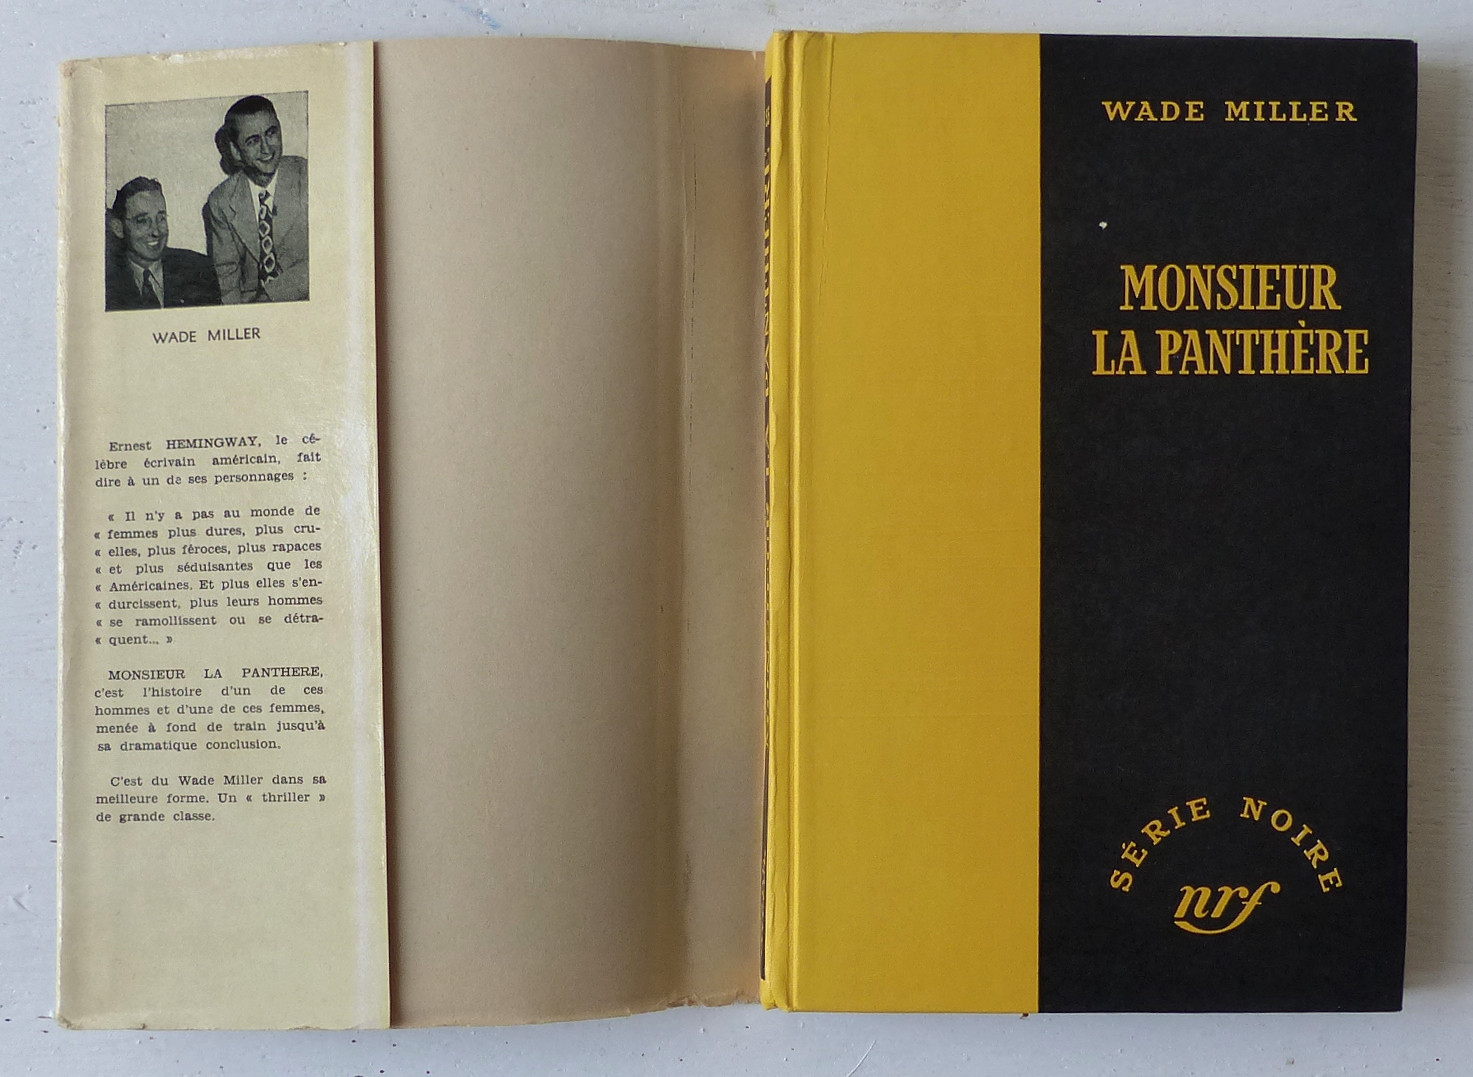 WADE MILLER
Ernest HEMINGWAY, le cé-
lèbre écrivain américain, fait
dire à un de ses personnages :
« Il n'y a pas au monde de
« femmes plus dures, plus cru-
« elles, plus féroces, plus rapaces
« et plus séduisantes que les
« Américaines. Et plus elles s'en-
« durcissent, plus leurs hommes
« se ramollissent ou se détra-
« quent... »
MONSIEUR LA PANTHERE,
c'est l'histoire d'un de ces
hommes et d'une de ces femmes,
menée à fond de train jusqu'à
sa dramatique conclusion.
C'est du Wade Miller dans sa
meilleure forme. Un « thriller »
de grande classe.
WADE MILLER
MONSIEUR
LA PANTHÈRE
SÉRIE NOIRE
nrf